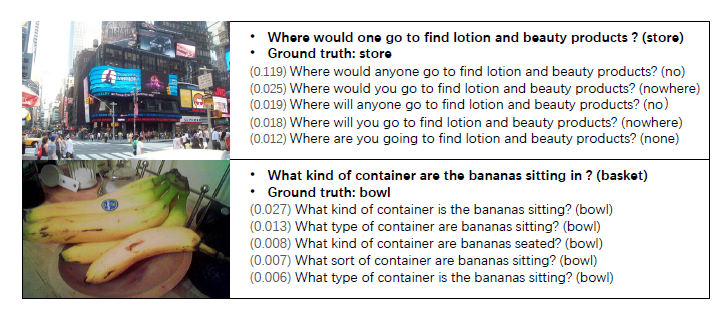 • Where would one go to find lotion and beauty products ? (store)
• Ground truth: store
(0.119) Where would anyone go to find lotion and beauty products? (no)
(0.025) Where would you go to find lotion and beauty products? (nowhere)
(0.019) Where will anyone go to find lotion and beauty products? (no)
(0.018) Where will you go to find lotion and beauty products? (nowhere)
(0.012) Where are you going to find lotion and beauty products? (none)
• What kind of container are the bananas sitting in ? (basket)
• Ground truth: bowl
(0.027) What kind of container is the bananas sitting? (bowl)
(0.013) What type of container are bananas sitting? (bowl)
(0.008) What kind of container are bananas seated? (bowl)
(0.007) What sort of container are bananas sitting? (bowl)
(0.006) What type of container is the bananas sitting? (bowl)